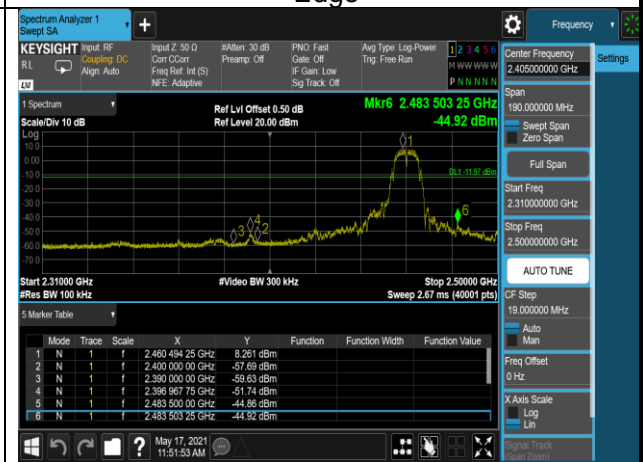 Edge
Spectrum Analyzer 1
Swept SA
Frequency
KEYSIGHT
RL
LXI
Input: RF
Coupling: DC
Align: Auto
Input Z: 50 Ω
Corr CCorr
Freq Ref: Int (S)
NFE: Adaptive
#Atten: 30 dB
Preamp: Off
PNO: Fast
Gate: Off
IF Gain: Low
Sig Track: Off
Avg Type: Log-Power
Trig: Free Run
1 2 3 4 5 6
M W W W W W
P N N N N N
Center Frequency
2.405000000 GHz
Settings
Span
190.000000 MHz
Swept Span
Zero Span
Full Span
Start Freq
2.310000000 GHz
Stop Freq
2.500000000 GHz
AUTO TUNE
CF Step
19.000000 MHz
Auto
Man
Freq Offset
0 Hz
X Axis Scale
Log
Lin
Signal Track
(Span Zoom)
1 Spectrum
Scale/Div 10 dB
Ref Lvl Offset 0.50 dB
Ref Level 20.00 dBm
Mkr6 2.483 503 25 GHz
-44.92 dBm
Log
10.0
0.00
-10.0
-20.0
-30.0
-40.0
-50.0
-60.0
-70.0
1
DL1 -11.97 dBm
3
4
2
6
Start 2.31000 GHz
#Res BW 100 kHz
#Video BW 300 kHz
Stop 2.50000 GHz
Sweep 2.67 ms (40001 pts)
5 Marker Table
Mode Trace Scale X Y Function Function Width Function Value
1 N 1 f 2.460 494 25 GHz 8.261 dBm
2 N 1 f 2.400 000 00 GHz -57.69 dBm
3 N 1 f 2.390 000 00 GHz -59.63 dBm
4 N 1 f 2.396 967 75 GHz -51.74 dBm
5 N 1 f 2.483 500 00 GHz -44.86 dBm
6 N 1 f 2.483 503 25 GHz -44.92 dBm
?
May 17, 2021
11:51:53 AM